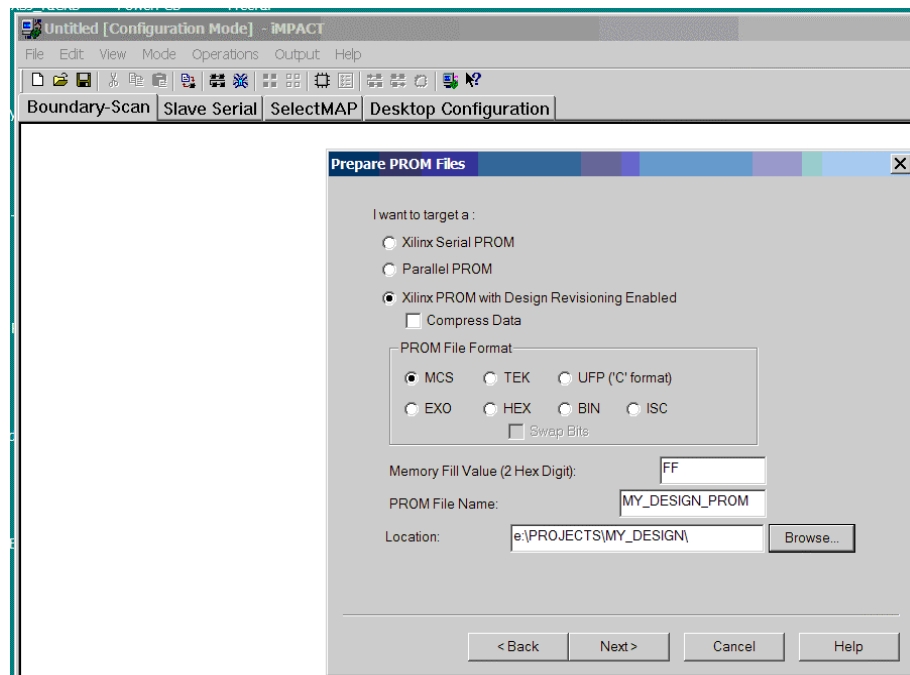 Untitled [Configuration Mode] - iMPACT
File Edit View Mode Operations Output Help
Boundary-Scan Slave Serial SelectMAP Desktop Configuration
Prepare PROM Files
I want to target a :
Xilinx Serial PROM
Parallel PROM
Xilinx PROM with Design Revisioning Enabled
Compress Data
PROM File Format
MCS TEK UFP ('C' format)
EXO HEX BIN ISC
Swap Bits
Memory Fill Value (2 Hex Digit): FF
PROM File Name: MY_DESIGN_PROM
Location: e:\PROJECTS\MY_DESIGN\ Browse...
< Back Next > Cancel Help